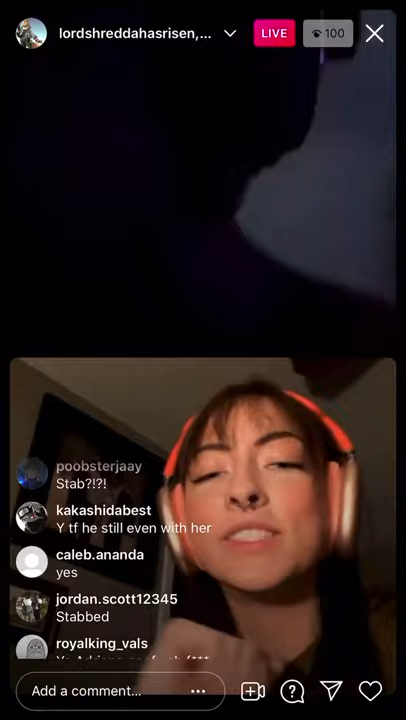 lordshreddahasrisen,...
LIVE
100
poobsterjaay
Stab?!?!
kakashidabest
Y tf he still even with her
caleb.ananda
yes
jordan.scott12345
Stabbed
royalking_vals
Add a comment...